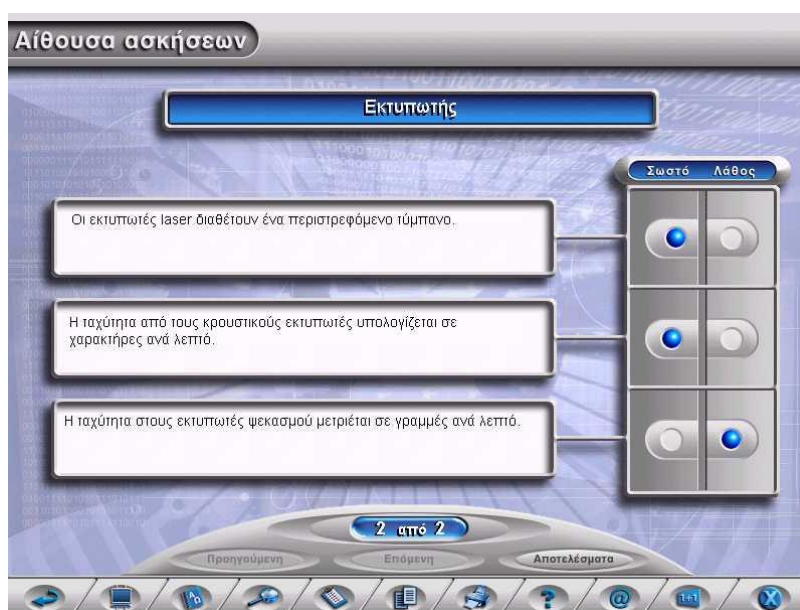 Αίθουσα ασκήσεων
Εκτυπωτής
Σωστό Λάθος
Οι εκτυπωτές laser διαθέτουν ένα περιστρεφόμενο τύμπανο.
Η ταχύτητα από τους κρουστικούς εκτυπωτές υπολογίζεται σε
χαρακτήρες ανά λεπτό.
Η ταχύτητα στους εκτυπωτές ψεκασμού μετριέται σε γραμμές ανά λεπτό.
2 από 2
Προηγούμενη Επόμενη Αποτελέσματα